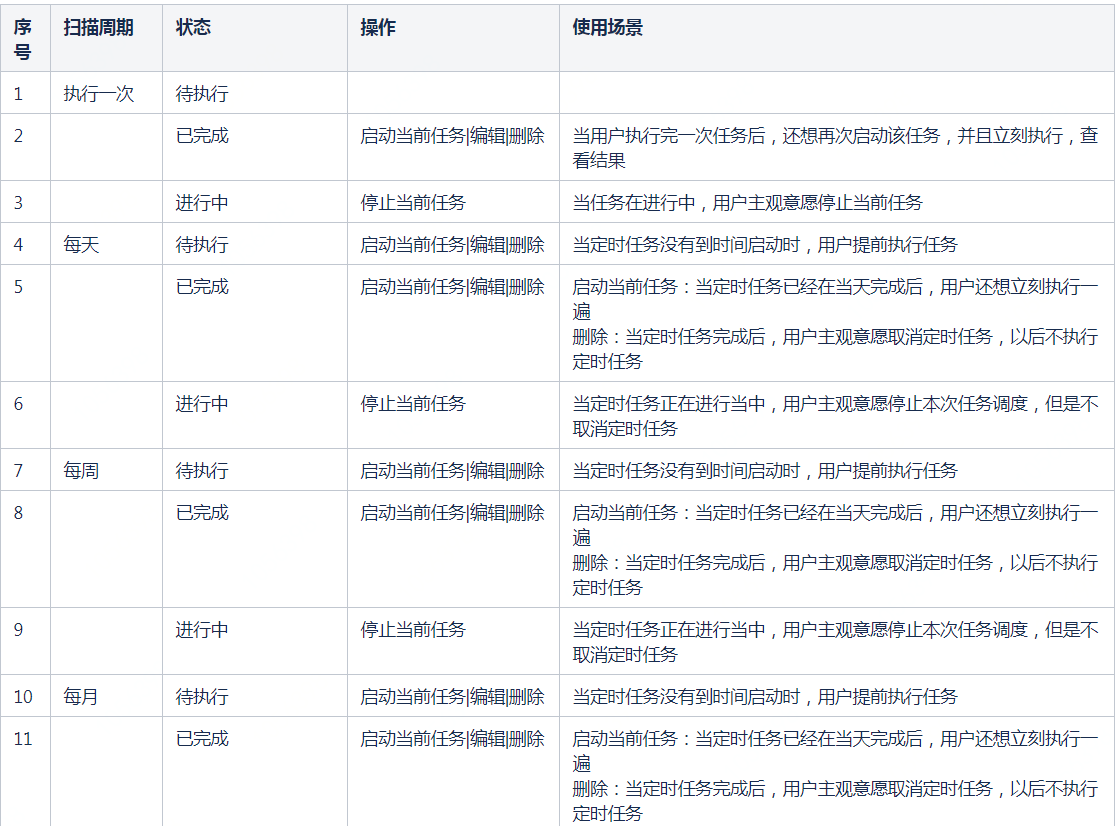 序号 扫描周期 状态 操作 使用场景
1 执行一次 待执行
2 已完成 启动当前任务|编辑|删除 当用户执行完一次任务后，还想再次启动该任务，并且立刻执行，查
看结果
3 进行中 停止当前任务 当任务在进行中，用户主观意愿停止当前任务
4 每天 待执行 启动当前任务|编辑|删除 当定时任务没有到时间启动时，用户提前执行任务
5 已完成 启动当前任务|编辑|删除 启动当前任务：当定时任务已经在当天完成后，用户还想立刻执行一
遍
删除：当定时任务完成后，用户主观意愿取消定时任务，以后不执行
定时任务
6 进行中 停止当前任务 当定时任务正在进行当中，用户主观意愿停止本次任务调度，但是不
取消定时任务
7 每周 待执行 启动当前任务|编辑|删除 当定时任务没有到时间启动时，用户提前执行任务
8 已完成 启动当前任务|编辑|删除 启动当前任务：当定时任务已经在当天完成后，用户还想立刻执行一
遍
删除：当定时任务完成后，用户主观意愿取消定时任务，以后不执行
定时任务
9 进行中 停止当前任务 当定时任务正在进行当中，用户主观意愿停止本次任务调度，但是不
取消定时任务
10 每月 待执行 启动当前任务|编辑|删除 当定时任务没有到时间启动时，用户提前执行任务
11 已完成 启动当前任务|编辑|删除 启动当前任务：当定时任务已经在当天完成后，用户还想立刻执行一
遍
删除：当定时任务完成后，用户主观意愿取消定时任务，以后不执行
定时任务